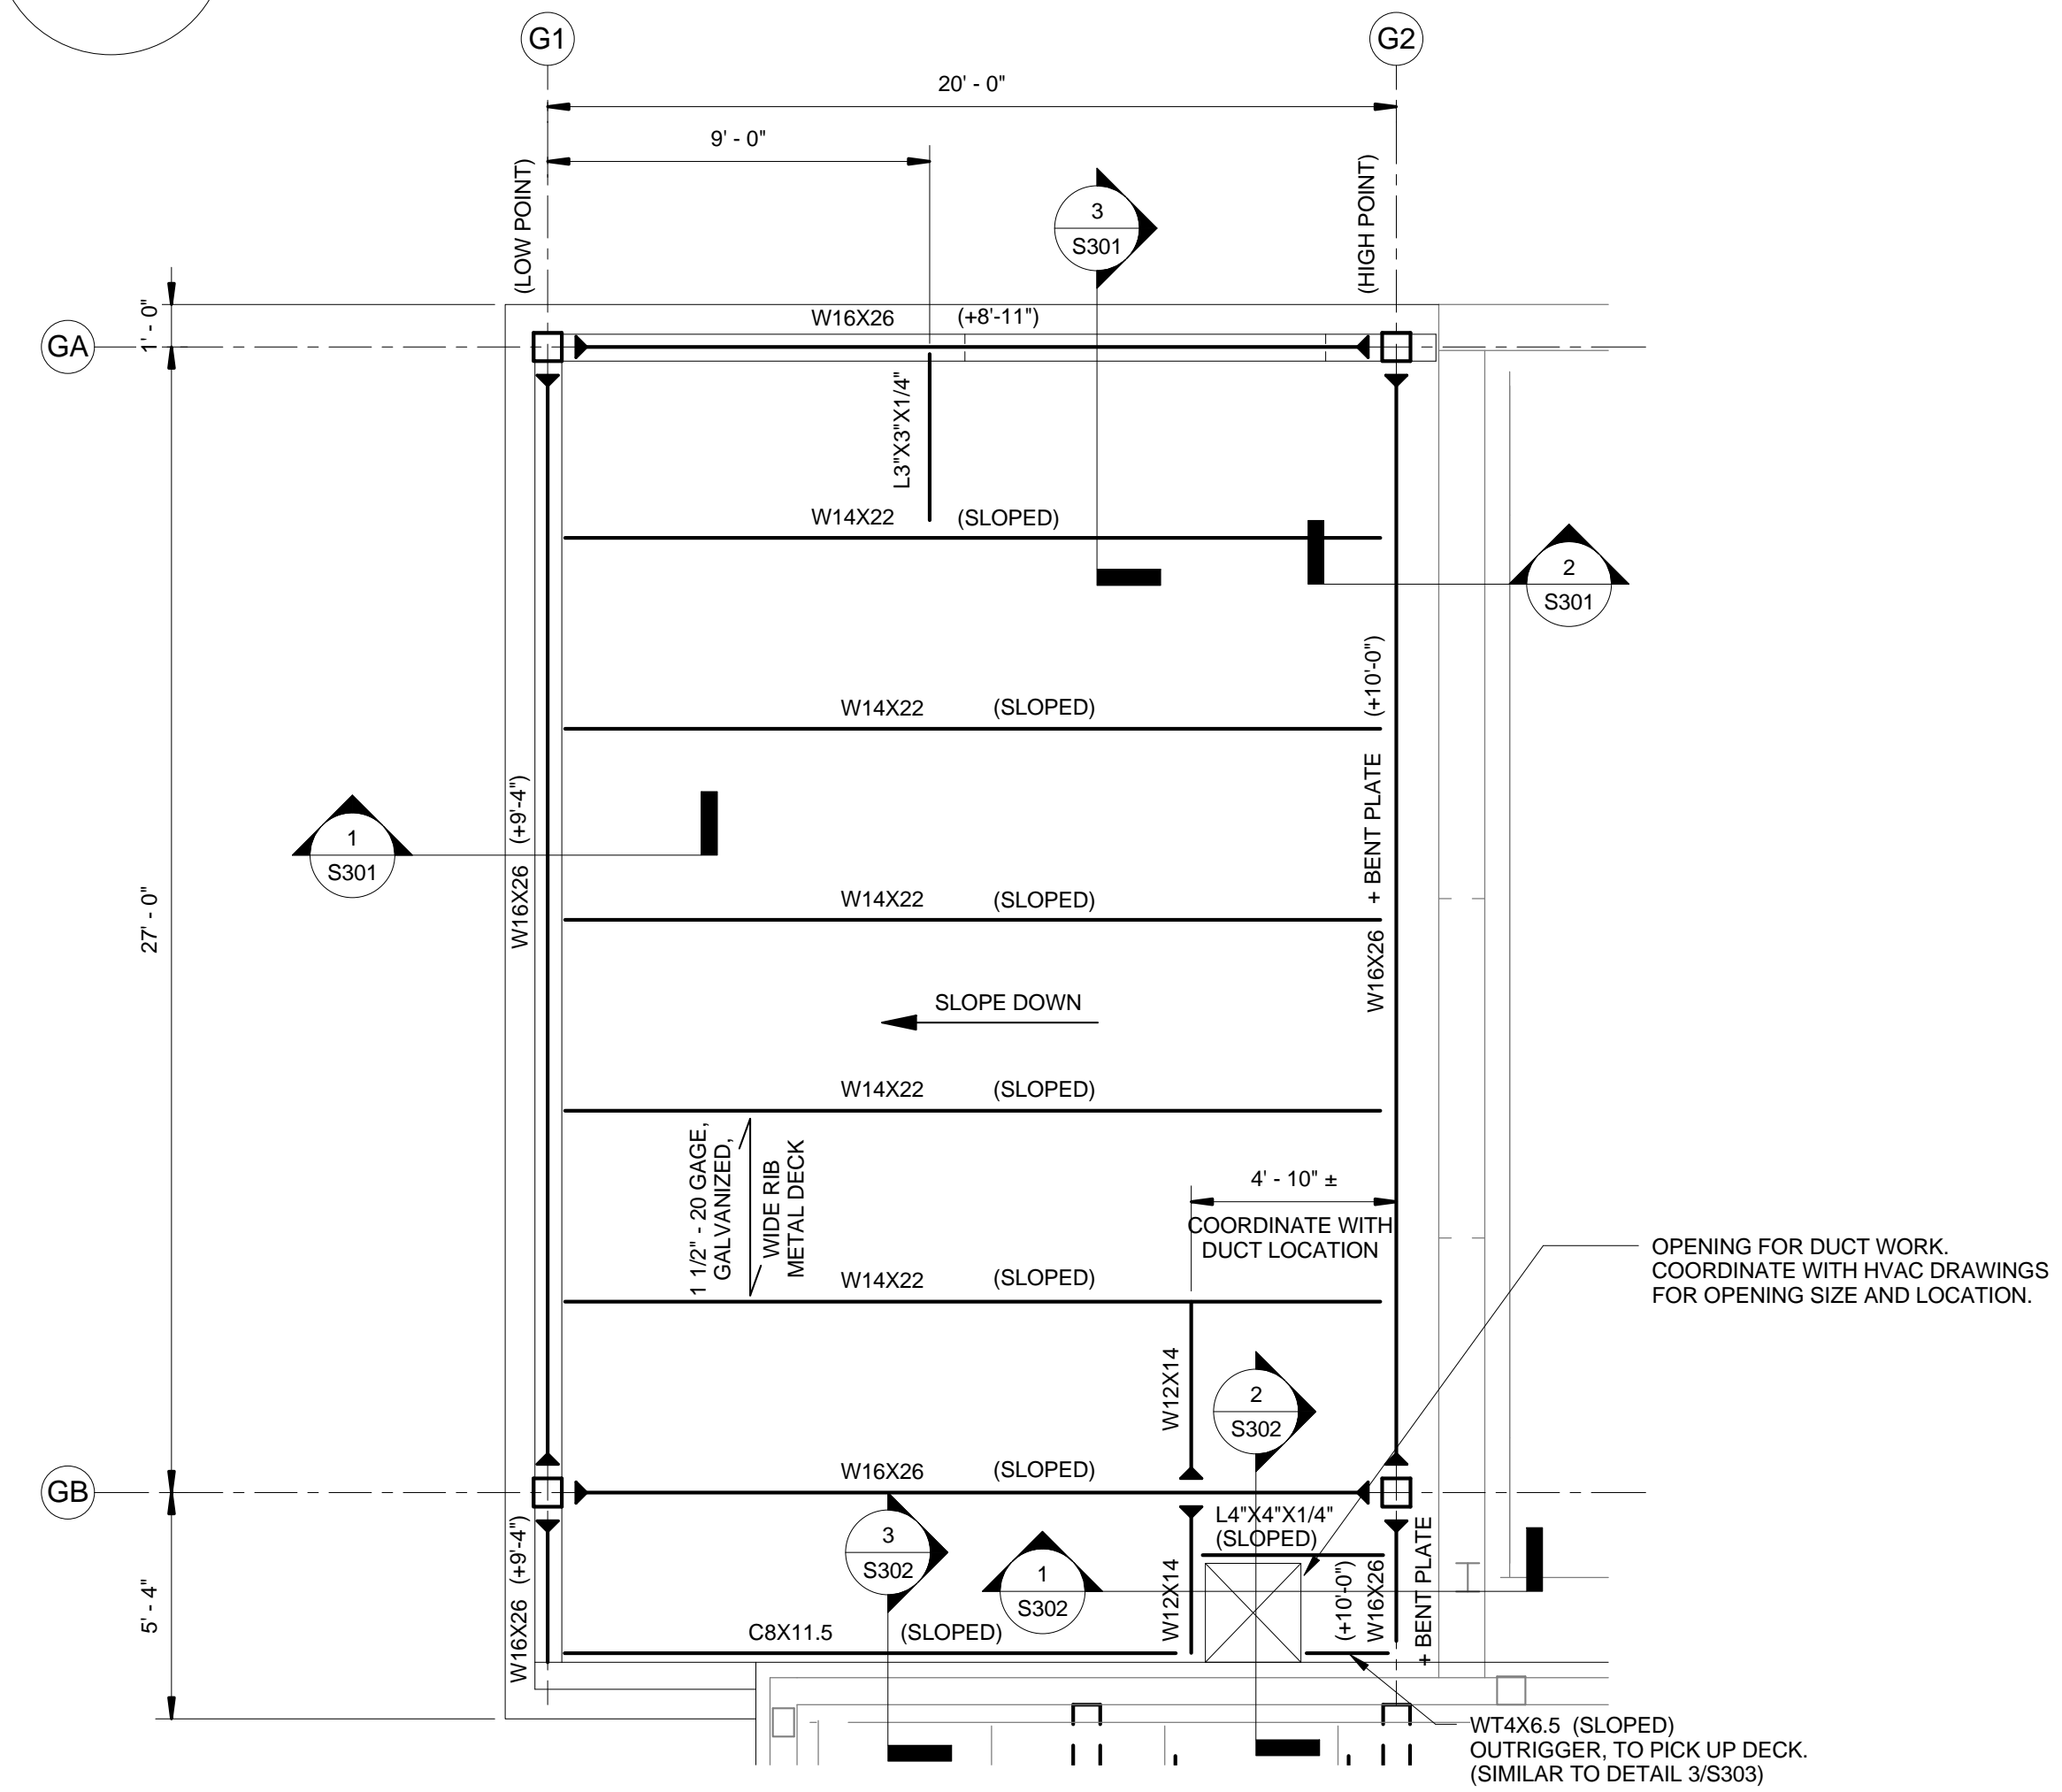 G1
G2
20' - 0"
9' - 0"
(LOW POINT)
(HIGH POINT)
3
S301
1' - 0"
GA
W16X26 (+8'-11")
L3"X3"X1/4"
W14X22 (SLOPED)
2
S301
W14X22 (SLOPED)
(+10'-0")
+ BENT PLATE
W16X26
W16X26 (+9'-4")
1
S301
27' - 0"
W14X22 (SLOPED)
SLOPE DOWN
W14X22 (SLOPED)
1 1/2" - 20 GAGE,
GALVANIZED,
WIDE RIB
METAL DECK
4' - 10" ±
COORDINATE WITH
DUCT LOCATION
OPENING FOR DUCT WORK.
COORDINATE WITH HVAC DRAWINGS
FOR OPENING SIZE AND LOCATION.
W14X22 (SLOPED)
W12X14
2
S302
GB
W16X26 (SLOPED)
L4"X4"X1/4"
(SLOPED)
W16X26 (+9'-4")
3
S302
1
S302
W12X14
(+10'-0")
W16X26
+ BENT PLATE
5' - 4"
C8X11.5 (SLOPED)
WT4X6.5 (SLOPED)
OUTRIGGER, TO PICK UP DECK.
(SIMILAR TO DETAIL 3/S303)